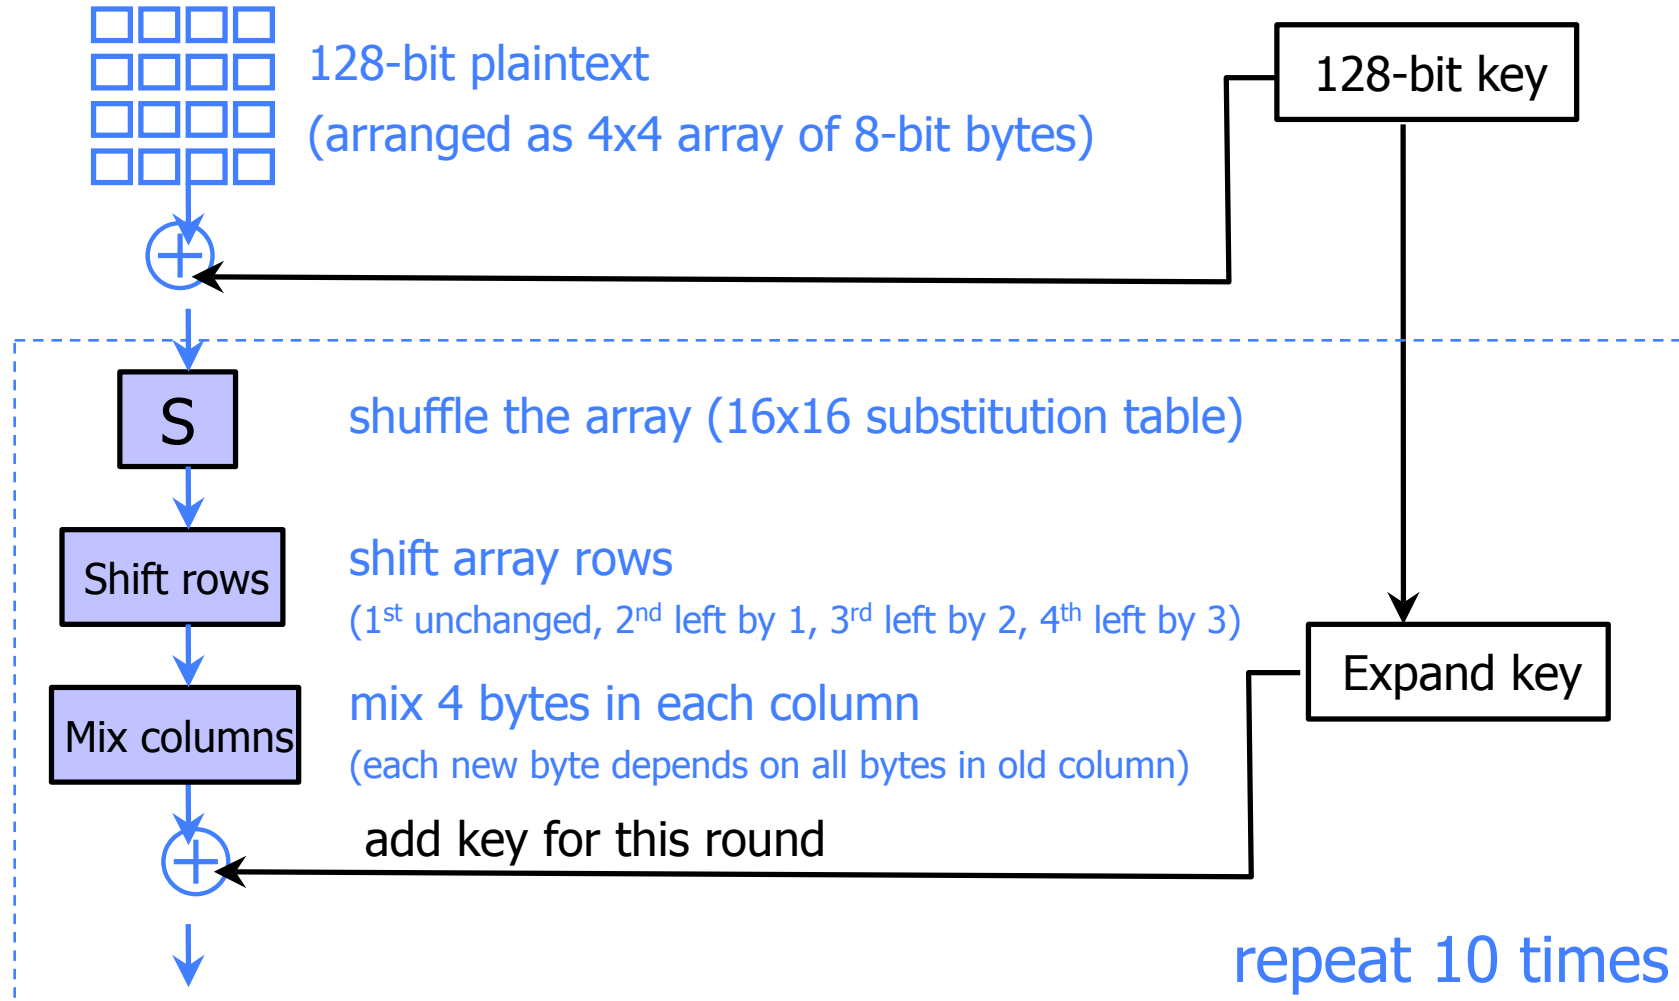 128-bit plaintext
(arranged as 4x4 array of 8-bit bytes)
128-bit key
S
shuffle the array (16x16 substitution table)
Shift rows
shift array rows
(1st unchanged, 2nd left by 1, 3rd left by 2, 4th left by 3)
Expand key
Mix columns
mix 4 bytes in each column
(each new byte depends on all bytes in old column)
add key for this round
repeat 10 times